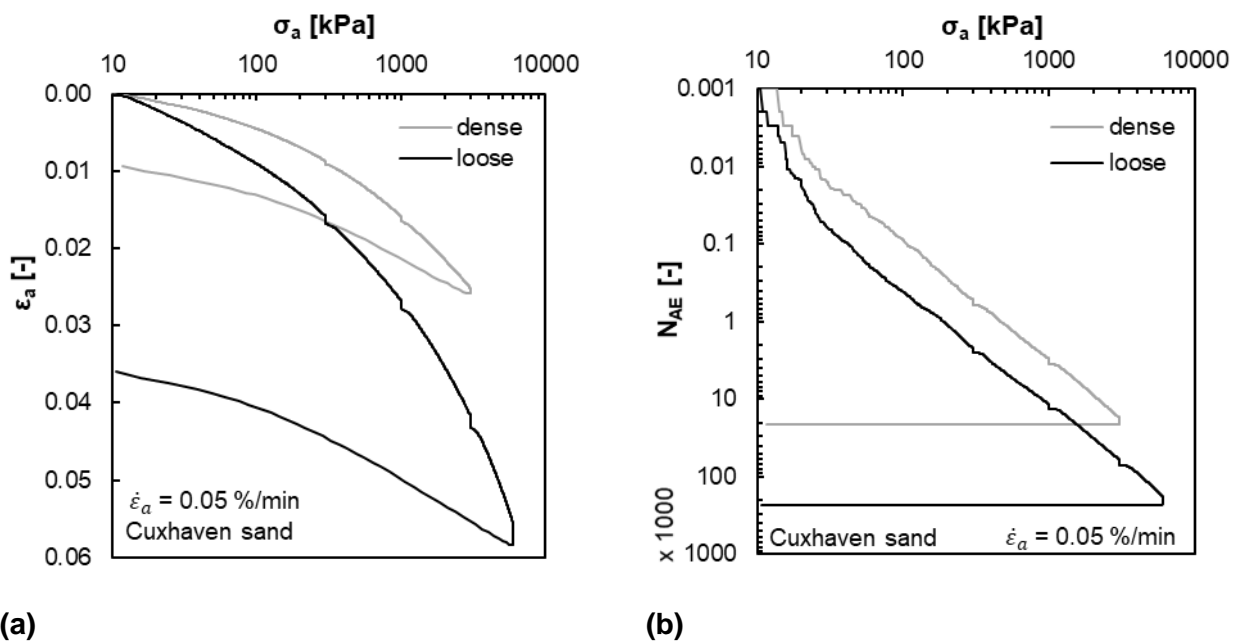 σa [kPa]
10 100 1000 10000
0.00
0.01
0.02
0.03
0.04
0.05
0.06
εa [-]
dense
loose
ε̇a = 0.05 %/min
Cuxhaven sand
(a)
σa [kPa]
10 100 1000 10000
0.001
0.01
0.1
1
10
100
1000
NAE [-]
x 1000
dense
loose
Cuxhaven sand ε̇a = 0.05 %/min
(b)